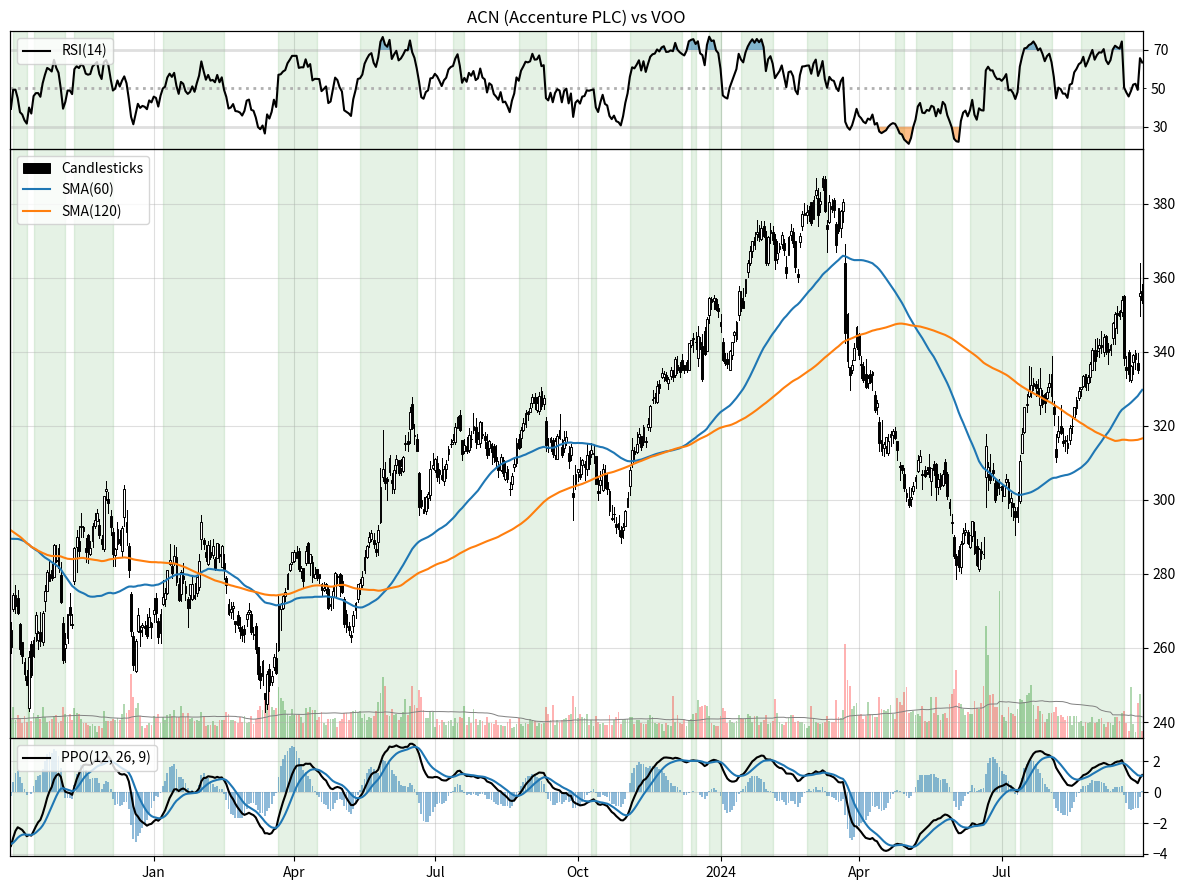 ACN (Accenture PLC) vs VOO
RSI(14)
70
50
30
Candlesticks
SMA(60)
SMA(120)
380
360
340
320
300
280
260
240
PPO(12, 26, 9)
2
0
−2
−4
Jan Apr Jul Oct 2024 Apr Jul